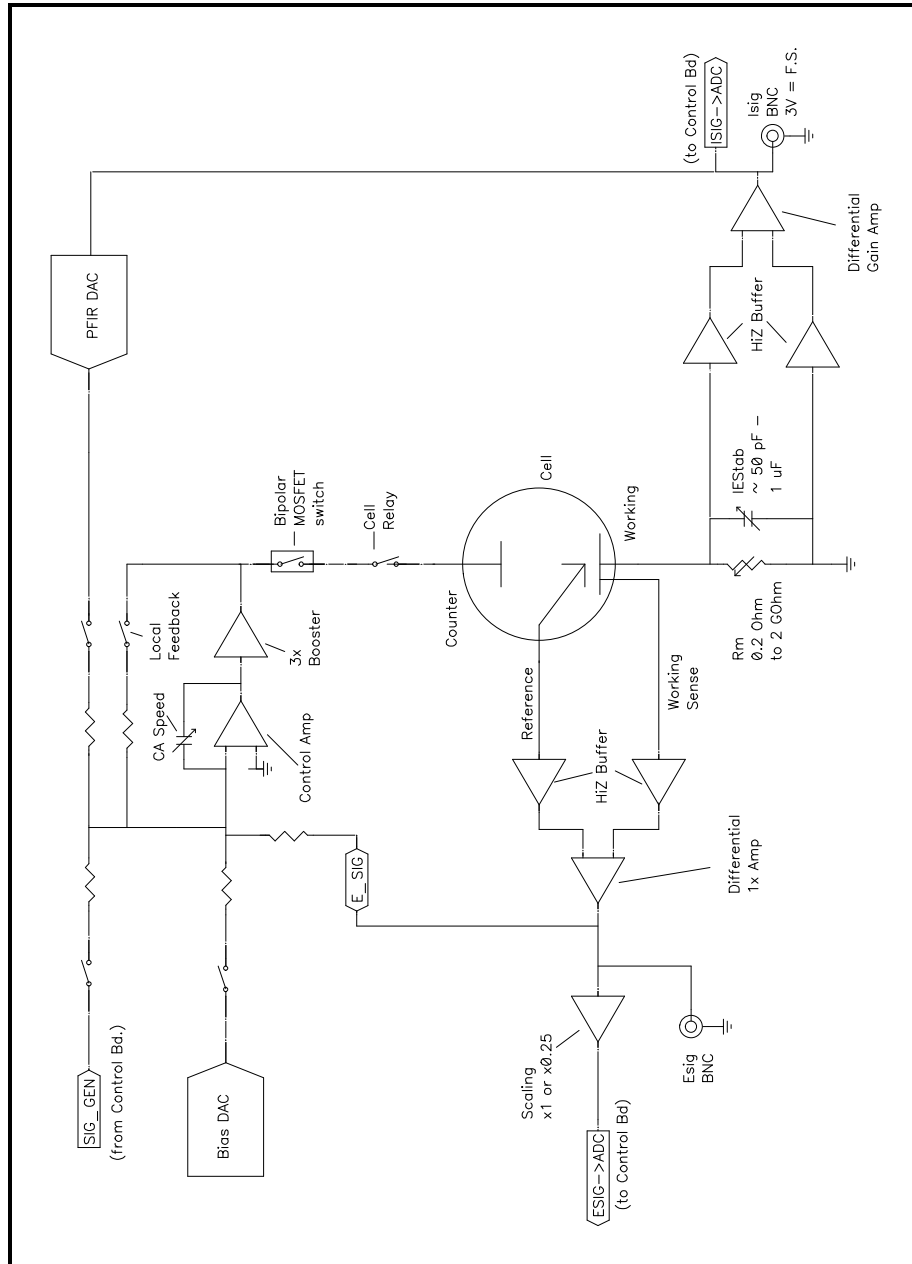 SIG_GEN
(from Control Bd.)
Bias DAC
PFIR DAC
Local
Feedback
CA Speed
Control Amp
3x
Booster
Bipolar
MOSFET
switch
Cell
Relay
E_SIG
Counter
Cell
Reference
Working
Working
Sense
HiZ Buffer
Differential
1x Amp
Scaling
x1 or x0.25
ESIG->ADC
(to Control Bd)
Esig
BNC
Rm
0.2 Ohm
to 2 GOhm
IEStab
~ 50 pF -
1 uF
HiZ Buffer
Differential
Gain Amp
(to Control Bd)
ISIG->ADC
Isig
BNC
3V = F.S.